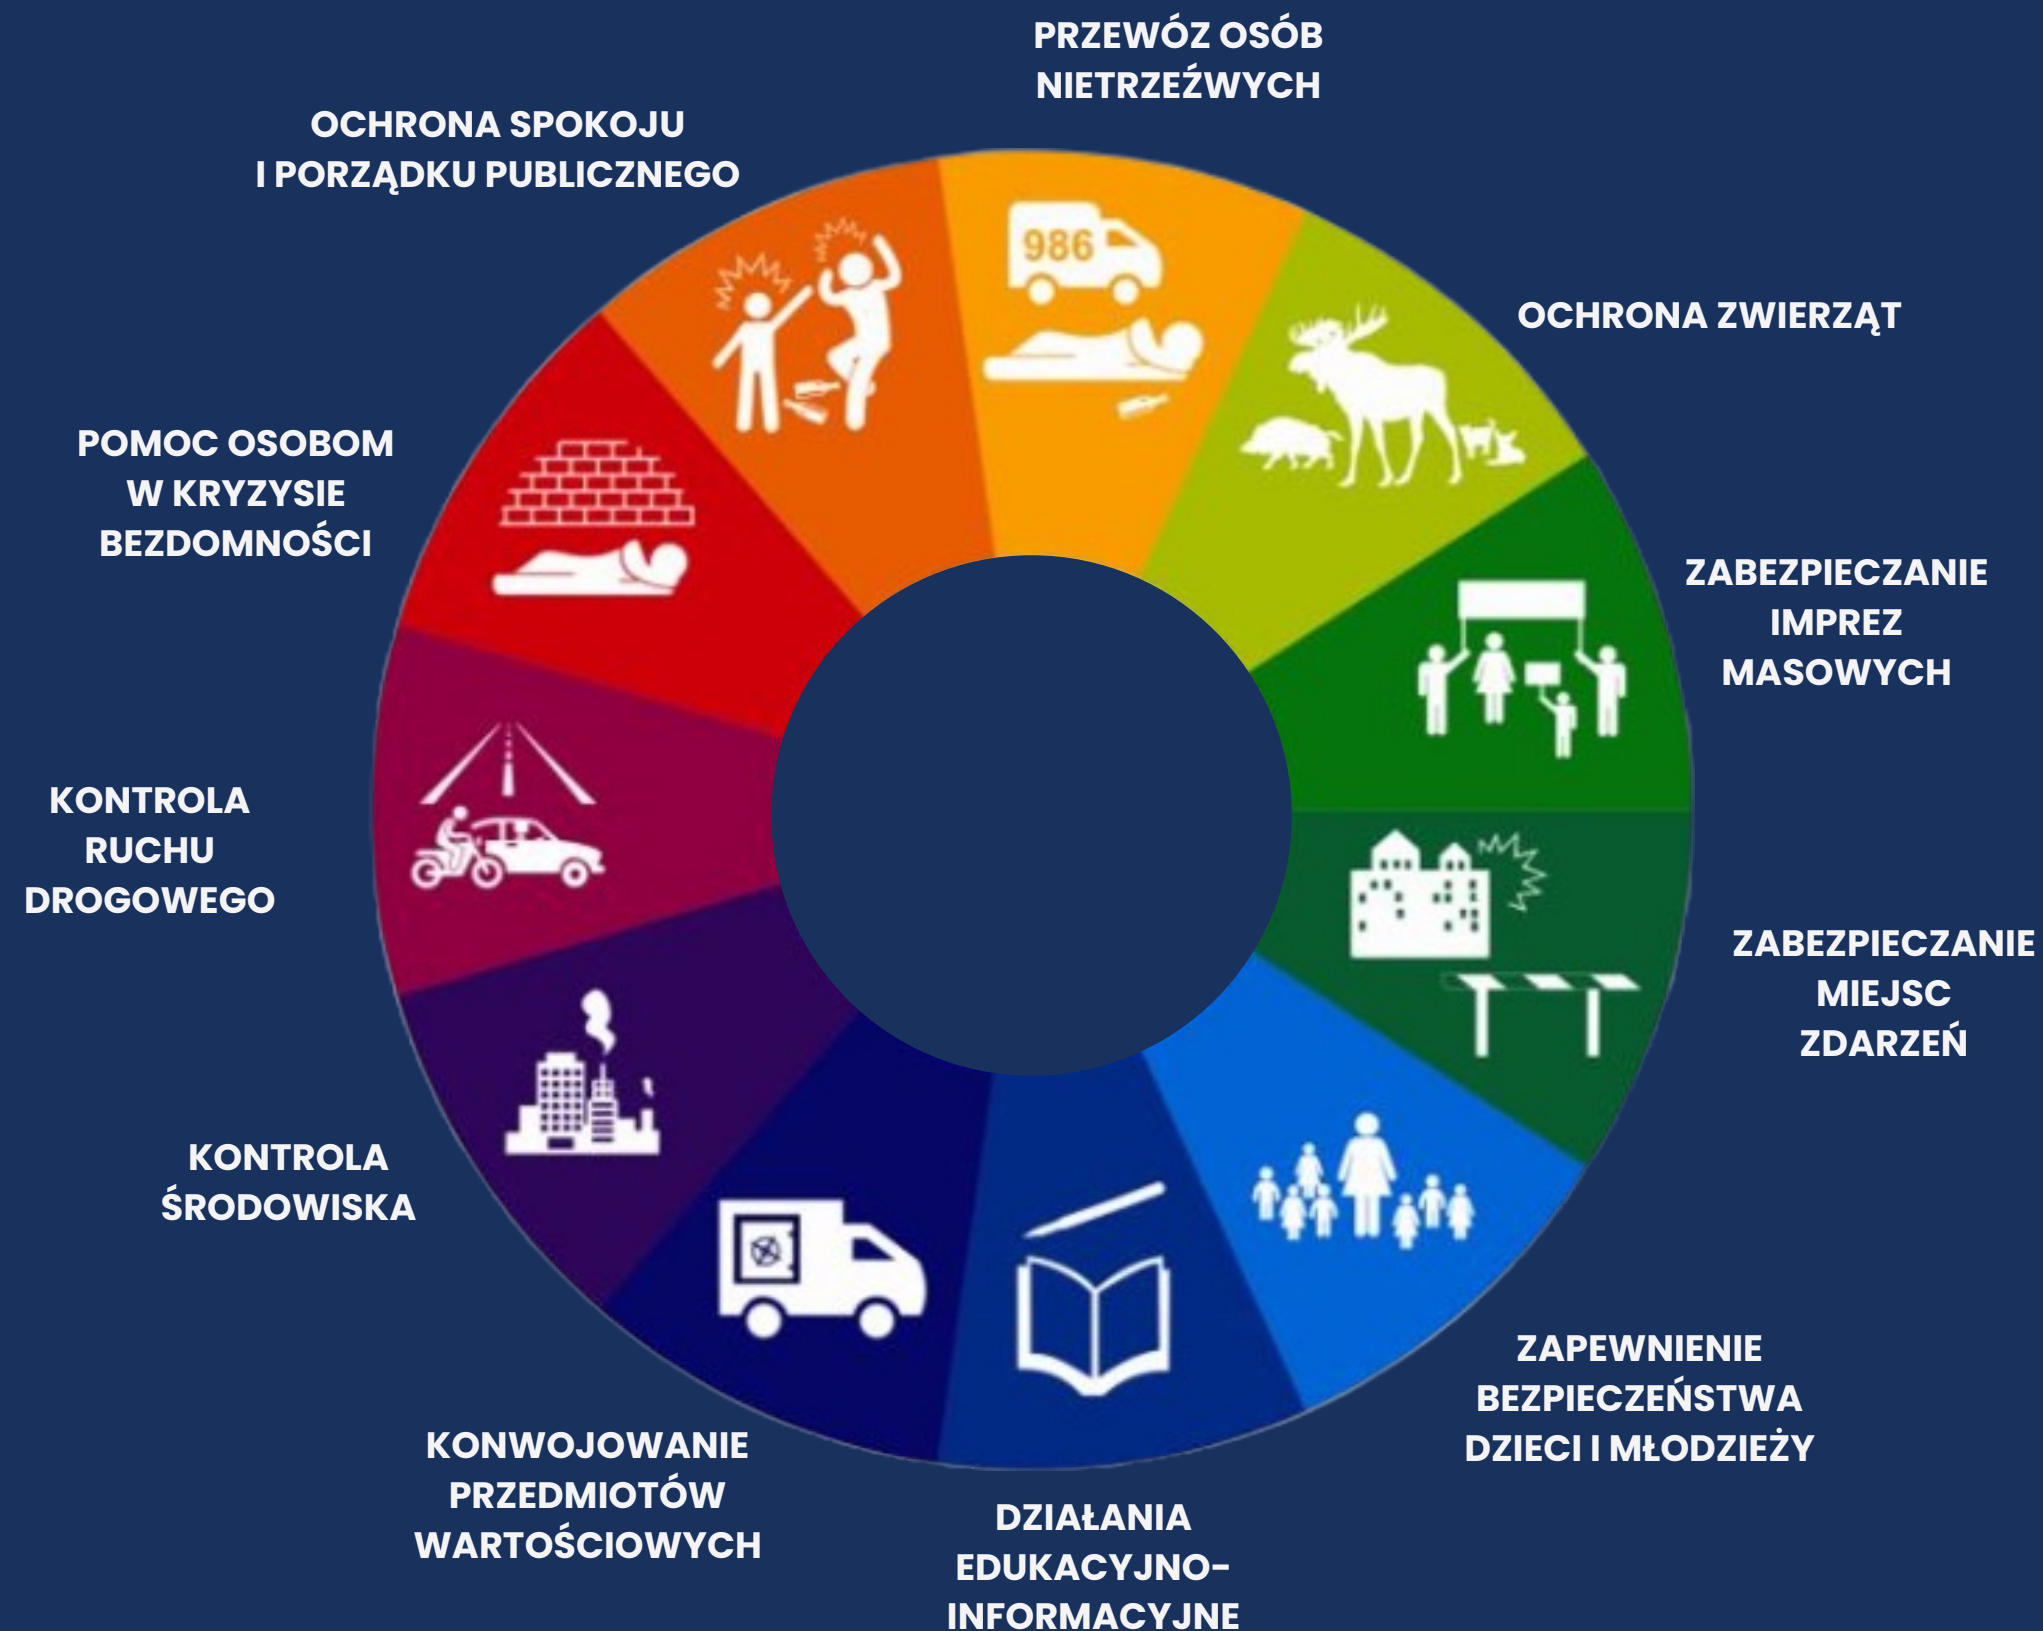 PRZEWÓZ OSÓB
NIETRZEŹWYCH
OCHRONA SPOKOJU
I PORZĄDKU PUBLICZNEGO
986
OCHRONA ZWIERZĄT
POMOC OSOBOM
W KRYZYSIE
BEZDOMNOŚCI
ZABEZPIECZANIE
IMPREZ
MASOWYCH
KONTROLA
RUCHU
DROGOWEGO
ZABEZPIECZANIE
MIEJSC
ZDARZEŃ
KONTROLA
ŚRODOWISKA
ZAPEWNIENIE
BEZPIECZEŃSTWA
DZIECI I MŁODZIEŻY
KONWOJOWANIE
PRZEDMIOTÓW
WARTOŚCIOWYCH
DZIAŁANIA
EDUKACYJNO-
INFORMACYJNE